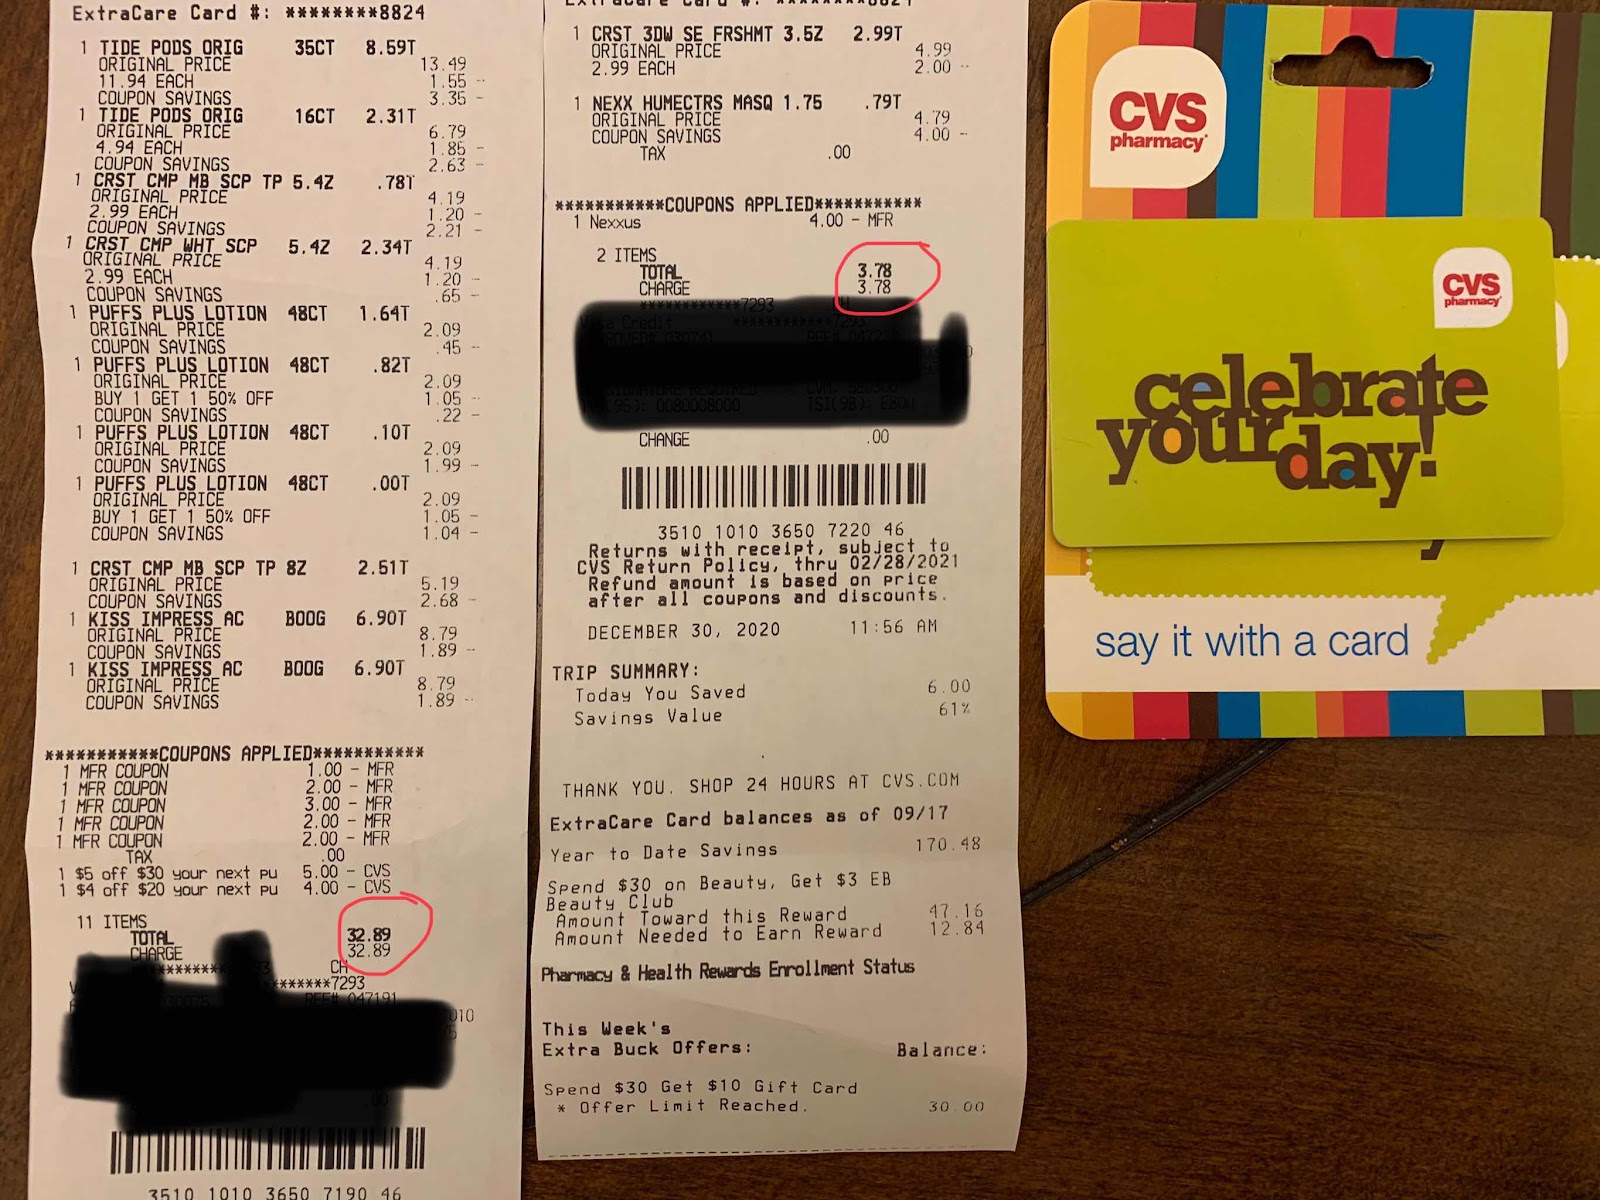 ExtraCare Card #: ********8824
1 TIDE PODS ORIG 35CT 8.59T
ORIGINAL PRICE 13.49
11.94 EACH 1.55 -
COUPON SAVINGS 3.35 -
1 TIDE PODS ORIG 16CT 2.31T
ORIGINAL PRICE 6.79
4.94 EACH 1.85 -
COUPON SAVINGS 2.63 -
1 CRST CMP MB SCP TP 5.4Z .78T
ORIGINAL PRICE 4.19
2.99 EACH 1.20 -
COUPON SAVINGS 2.21 -
1 CRST CMP WHT SCP 5.4Z 2.34T
ORIGINAL PRICE 4.19
2.99 EACH 1.20 -
COUPON SAVINGS .65 -
1 PUFFS PLUS LOTION 48CT 1.64T
ORIGINAL PRICE 2.09
COUPON SAVINGS .45 -
1 PUFFS PLUS LOTION 48CT .82T
ORIGINAL PRICE 2.09
BUY 1 GET 1 50% OFF 1.05 -
COUPON SAVINGS .22 -
1 PUFFS PLUS LOTION 48CT .10T
ORIGINAL PRICE 2.09
COUPON SAVINGS 1.99 -
1 PUFFS PLUS LOTION 48CT .00T
ORIGINAL PRICE 2.09
BUY 1 GET 1 50% OFF 1.05 -
COUPON SAVINGS 1.04 -
1 CRST CMP MB SCP TP 8Z 2.51T
ORIGINAL PRICE 5.19
COUPON SAVINGS 2.68 -
1 KISS IMPRESS AC B00G 6.90T
ORIGINAL PRICE 8.79
COUPON SAVINGS 1.89 -
1 KISS IMPRESS AC B00G 6.90T
ORIGINAL PRICE 8.79
COUPON SAVINGS 1.89 -
***********COUPONS APPLIED***********
1 MFR COUPON 1.00 - MFR
1 MFR COUPON 2.00 - MFR
1 MFR COUPON 3.00 - MFR
1 MFR COUPON 2.00 - MFR
1 MFR COUPON 2.00 - MFR
TAX .00
1 $5 off $30 your next pu 5.00 - CVS
1 $4 off $20 your next pu 4.00 - CVS
11 ITEMS
TOTAL 32.89
CHARGE 32.89
CH
********7293
REF# 047191
3510 1010 3650 7190 46
ExtraCare Card #: ********8824
1 CRST 3DW SE FRSHMT 3.5Z 2.99T
ORIGINAL PRICE 4.99
2.99 EACH 2.00 -
1 NEXX HUMECTRS MASQ 1.75 .79T
ORIGINAL PRICE 4.79
COUPON SAVINGS 4.00 -
TAX .00
***********COUPONS APPLIED***********
1 Nexxus 4.00 - MFR
2 ITEMS
TOTAL 3.78
CHARGE 3.78
************7293 CH
Visa Credit ************7293
0080008000 TSI(9B): E800
CHANGE .00
3510 1010 3650 7220 46
Returns with receipt, subject to
CVS Return Policy, thru 02/28/2021
Refund amount is based on price
after all coupons and discounts.
DECEMBER 30, 2020 11:56 AM
TRIP SUMMARY:
Today You Saved 6.00
Savings Value 61%
THANK YOU. SHOP 24 HOURS AT CVS.COM
ExtraCare Card balances as of 09/17
Year to Date Savings 170.48
Spend $30 on Beauty, Get $3 EB
Beauty Club
Amount Toward this Reward 47.16
Amount Needed to Earn Reward 12.84
Pharmacy & Health Rewards Enrollment Status
This Week's
Extra Buck Offers: Balance:
Spend $30 Get $10 Gift Card
* Offer Limit Reached. 30.00
CVS
pharmacy
CVS
pharmacy
celebrate
your day!
say it with a card